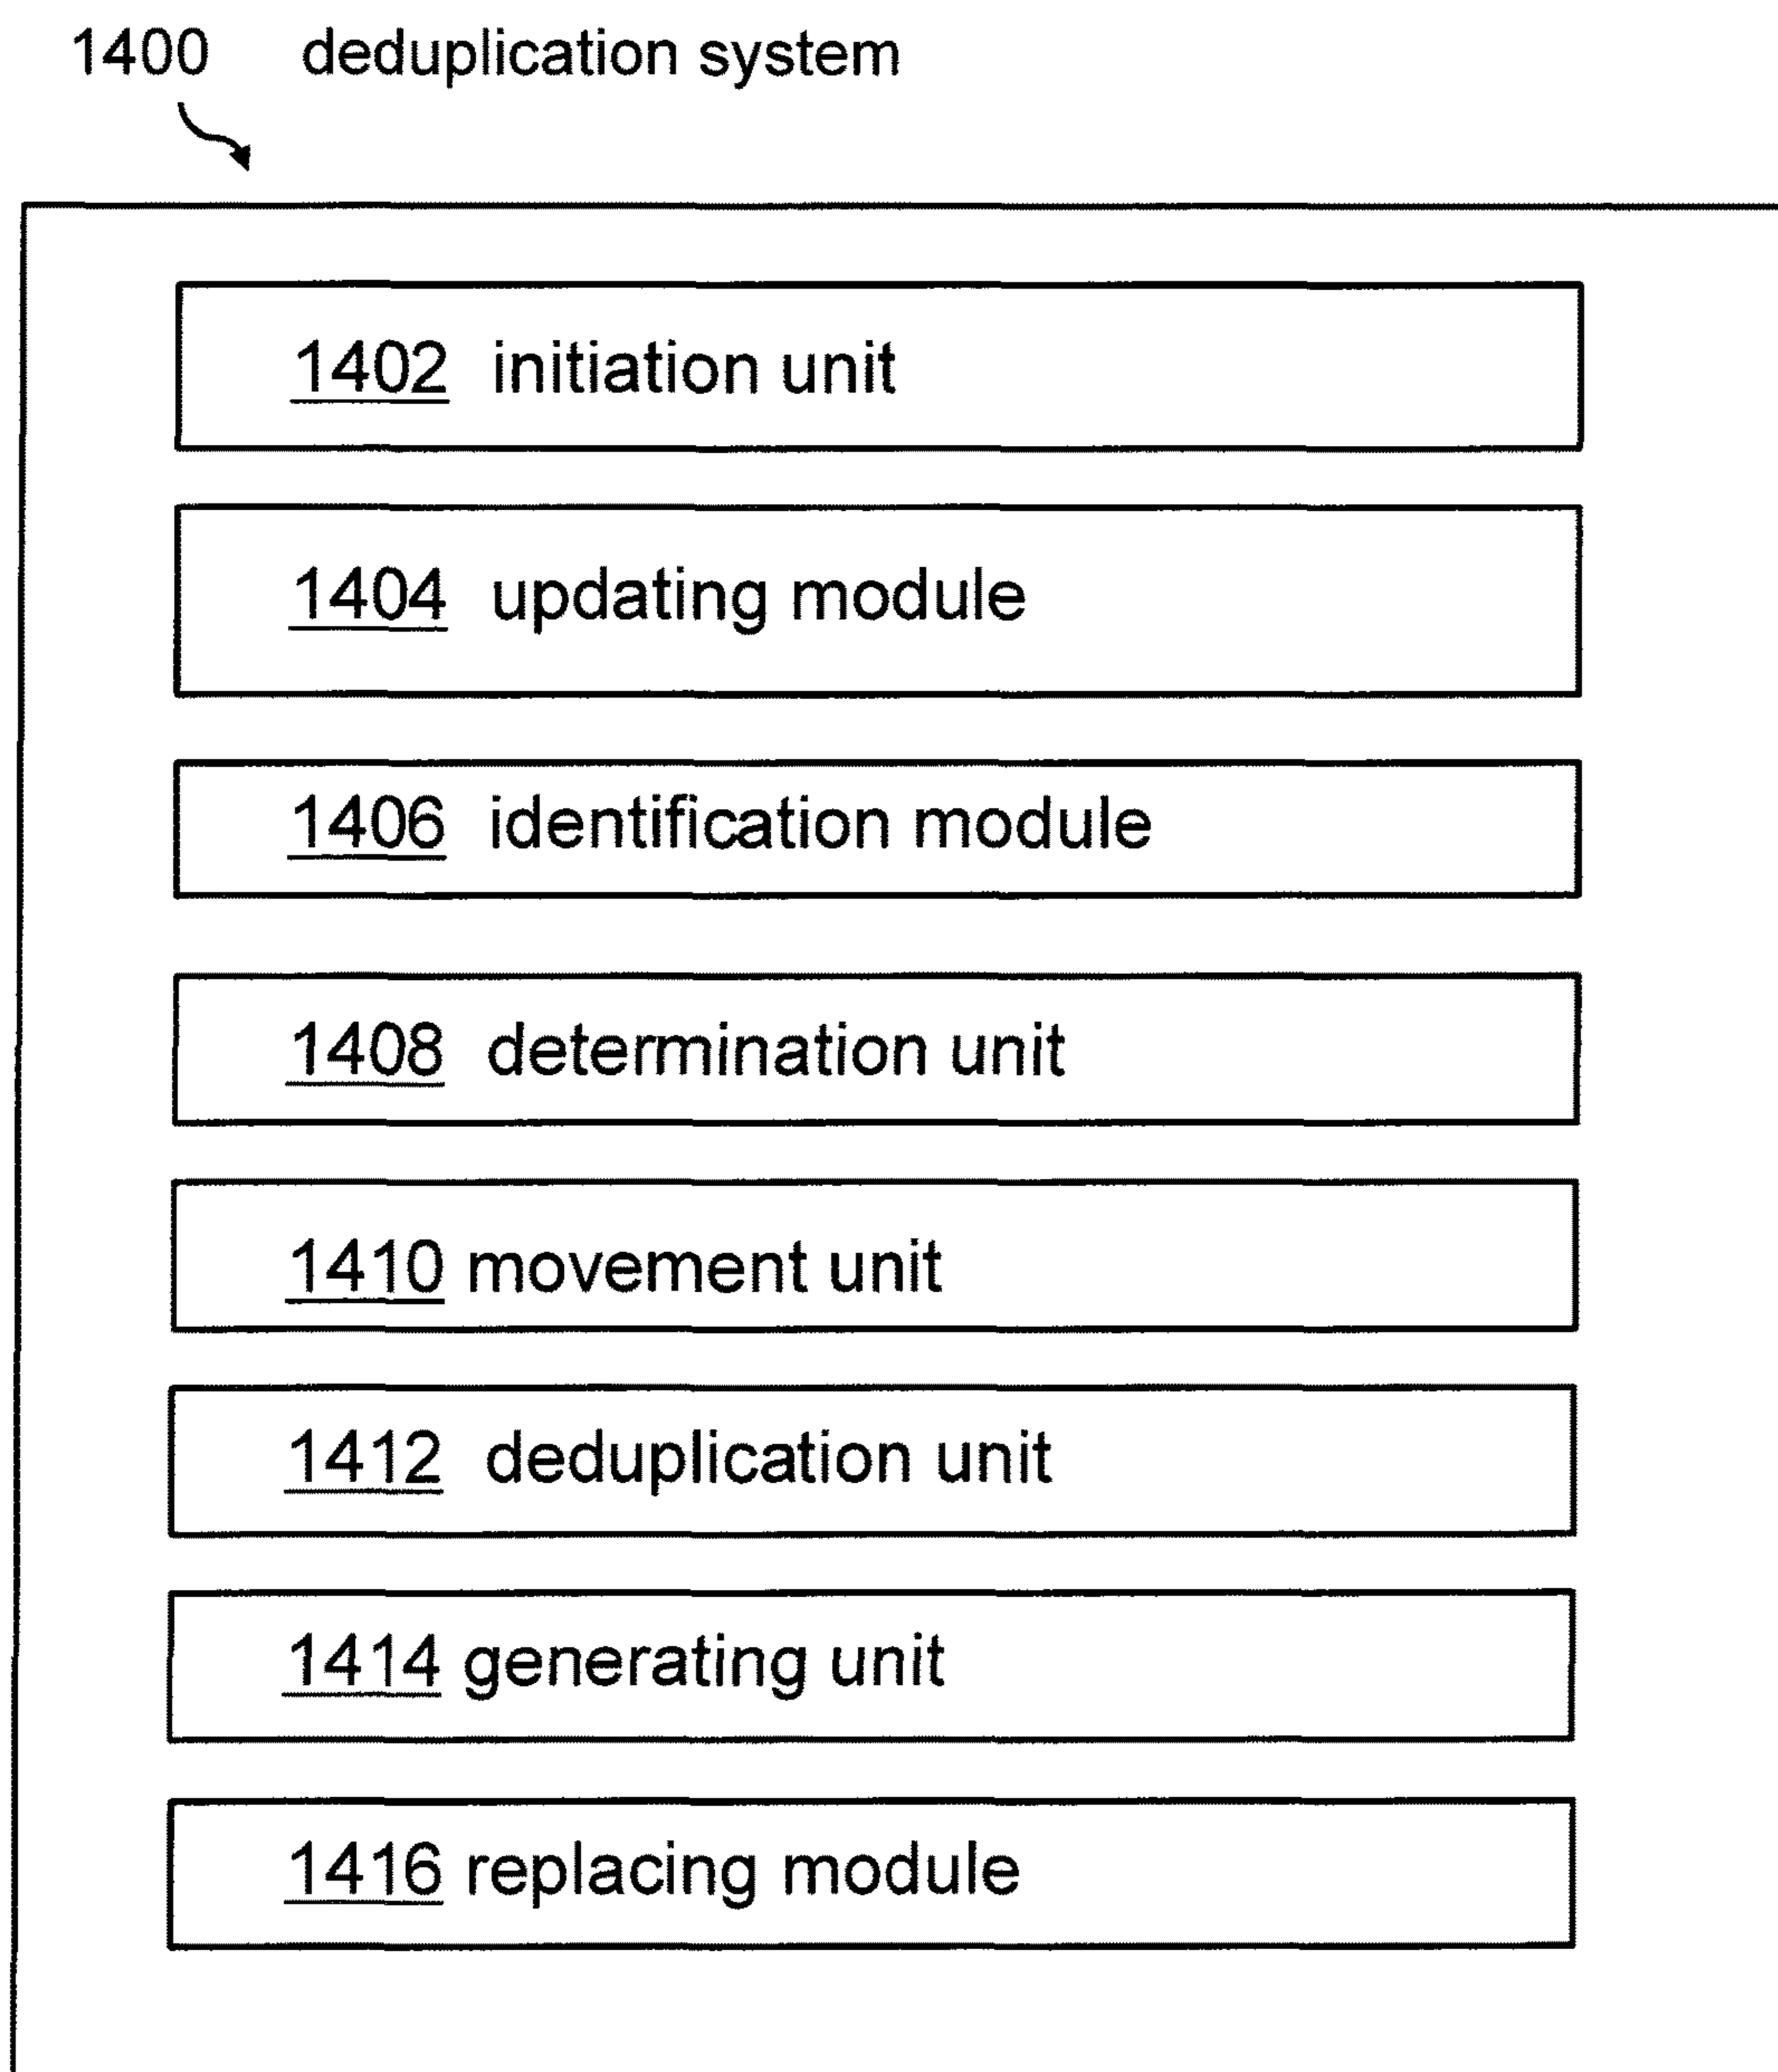 1400 deduplication system
1402 initiation unit
1404 updating module
1406 identification module
1408 determination unit
1410 movement unit
1412 deduplication unit
1414 generating unit
1416 replacing module